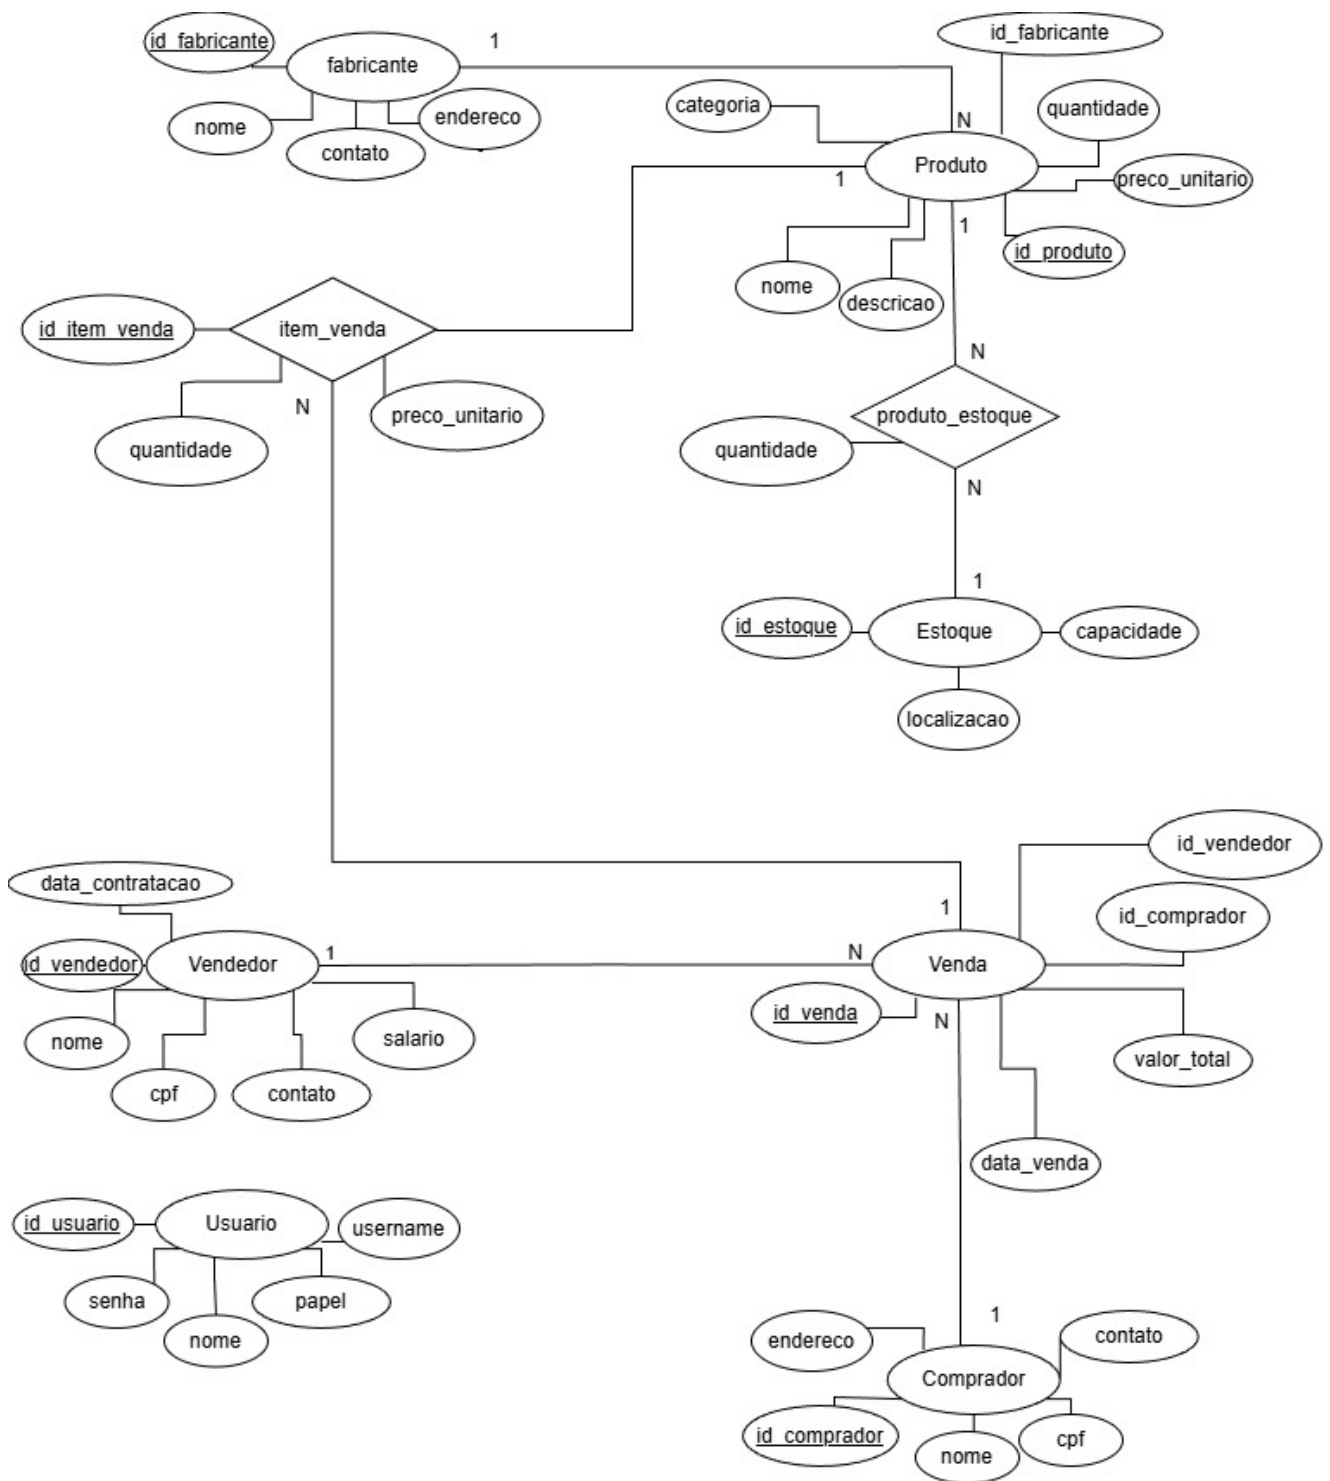 id_fabricante
1
id_fabricante
fabricante
categoria
quantidade
endereco
nome
N
contato
Produto
1
preco_unitario
1
id_produto
nome
descricao
id_item_venda
item_venda
N
N
preco_unitario
produto_estoque
quantidade
quantidade
N
1
id_estoque
Estoque
capacidade
localizacao
id_vendedor
data_contratacao
1
id_comprador
1
N
id_vendedor
Vendedor
Venda
id_venda
N
nome
salario
valor_total
cpf
contato
data_venda
id_usuario
Usuario
username
senha
papel
nome
1
endereco
contato
Comprador
id_comprador
nome
cpf